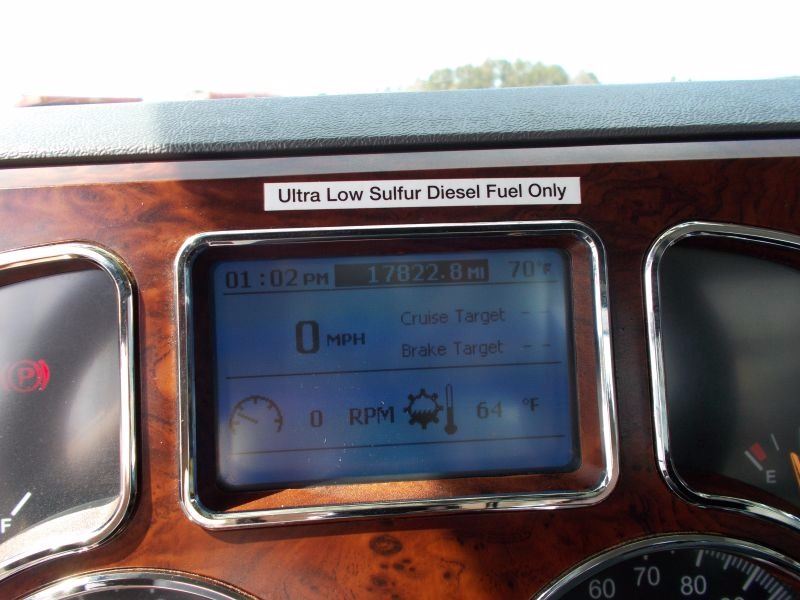 Ultra Low Sulfur Diesel Fuel Only
01:02 PM 17822.8 MI 70°F
0 MPH
Cruise Target - -
Brake Target - -
0 RPM 64 °F
P
F
E
60 70 80